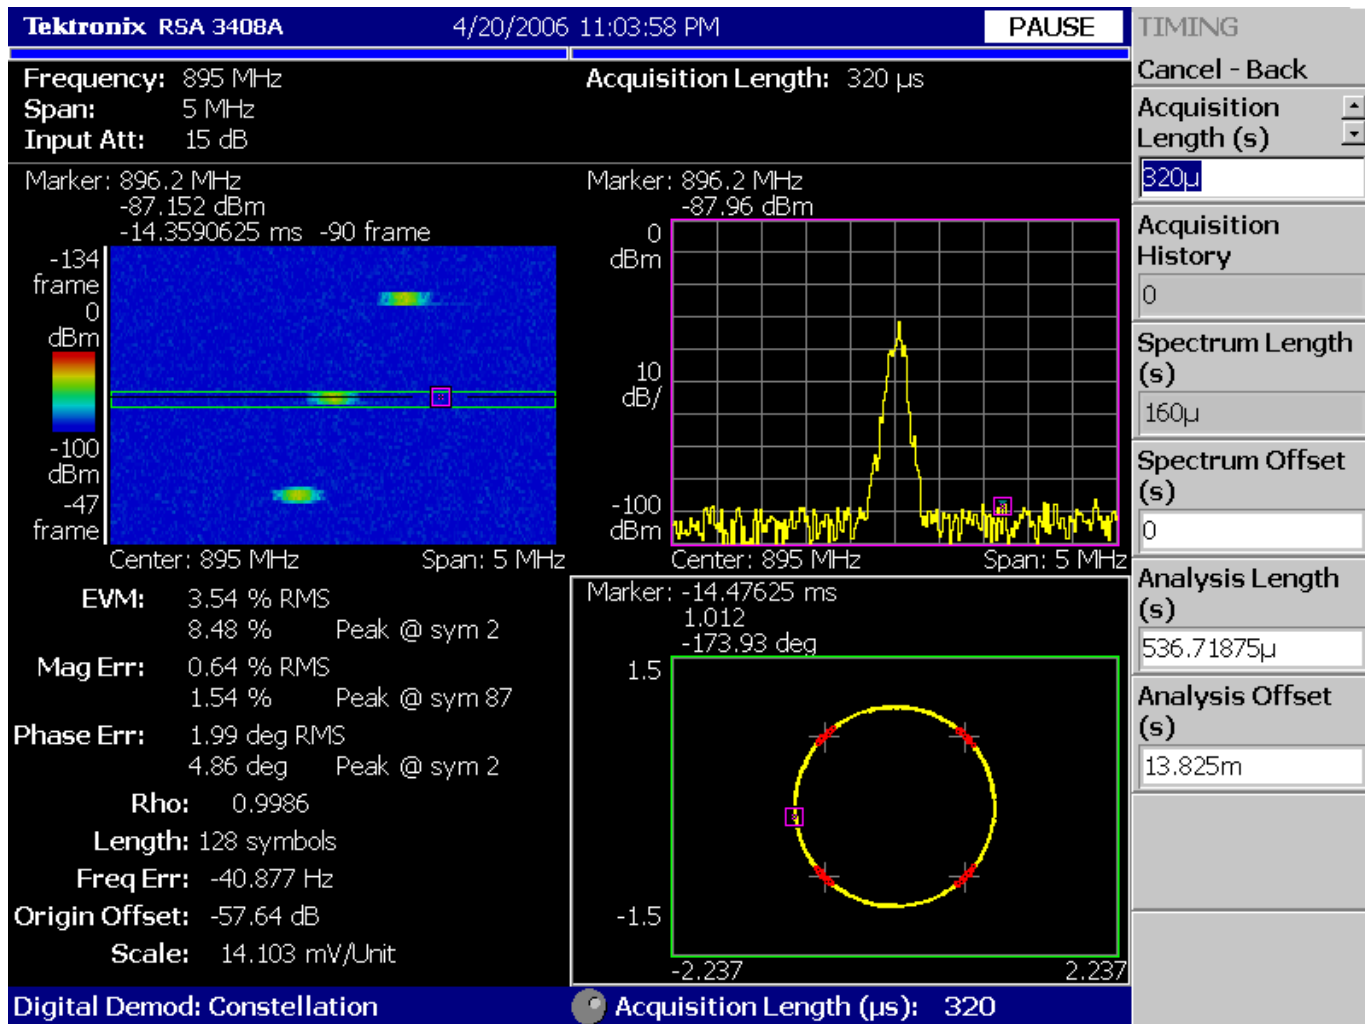 Tektronix RSA 3408A 4/20/2006 11:03:58 PM PAUSE
Frequency: 895 MHz Acquisition Length: 320 µs
Span: 5 MHz
Input Att: 15 dB
Marker: 896.2 MHz
-87.152 dBm
-14.3590625 ms -90 frame
-134
frame
0
dBm
-100
dBm
-47
frame
Center: 895 MHz Span: 5 MHz
Marker: 896.2 MHz
-87.96 dBm
0
dBm
10
dB/
-100
dBm
Center: 895 MHz Span: 5 MHz
EVM: 3.54 % RMS
8.48 % Peak @ sym 2
Mag Err: 0.64 % RMS
1.54 % Peak @ sym 87
Phase Err: 1.99 deg RMS
4.86 deg Peak @ sym 2
Rho: 0.9986
Length: 128 symbols
Freq Err: -40.877 Hz
Origin Offset: -57.64 dB
Scale: 14.103 mV/Unit
Marker: -14.47625 ms
1.012
-173.93 deg
1.5
-1.5
-2.237 2.237
Digital Demod: Constellation Acquisition Length (µs): 320
TIMING
Cancel - Back
Acquisition
Length (s)
320µ
Acquisition
History
0
Spectrum Length
(s)
160µ
Spectrum Offset
(s)
0
Analysis Length
(s)
536.71875µ
Analysis Offset
(s)
13.825m